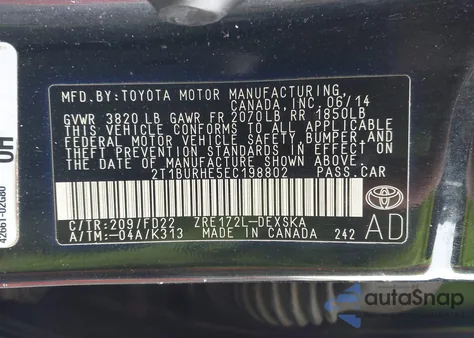 MFD. BY:TOYOTA MOTOR MANUFACTURING
CANADA, INC. 06/14
GVWR 3820 LB GAWR FR 2070LB RR 1850LB
THIS VEHICLE CONFORMS TO ALL APPLICABLE
FEDERAL MOTOR VEHICLE SAFETY, BUMPER, AND
THEFT PREVENTION STANDARDS IN EFFECT ON
THE DATE OF MANUFACTURE SHOWN ABOVE.
2T1BURHE5EC198802
C/TR:209/FD22 ZRE172L-DEXSKA
A/TM:-04A/K313 MADE IN CANADA 242
AD
42661-02G80
autoSnap